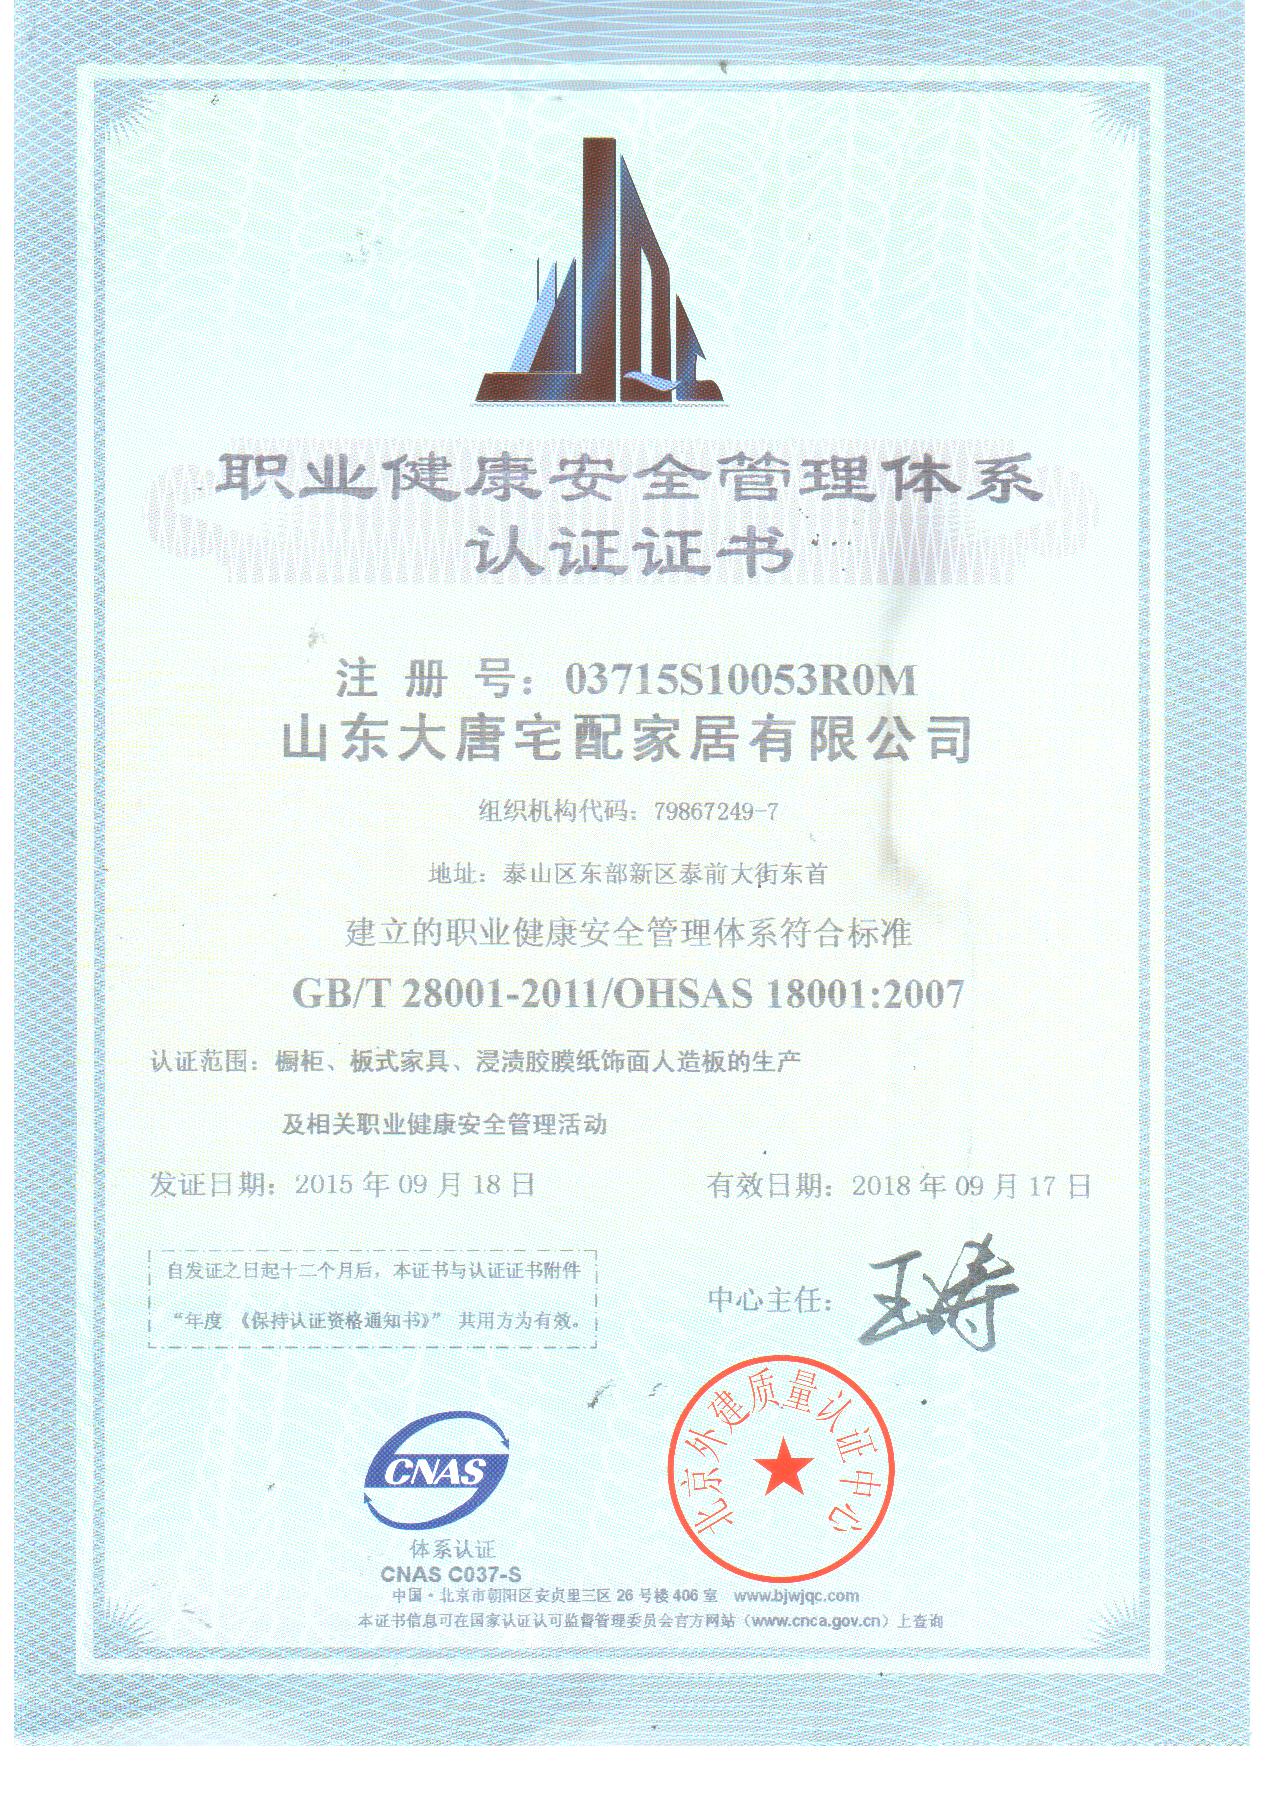 职业健康安全管理体系
认证证书
注 册 号：03715S10053R0M
山东大唐宅配家居有限公司
组织机构代码：79867249-7
地址：泰山区东部新区泰前大街东首
建立的职业健康安全管理体系符合标准
GB/T 28001-2011/OHSAS 18001:2007
认证范围：橱柜、板式家具、浸渍胶膜纸饰面人造板的生产
及相关职业健康安全管理活动
发证日期：2015 年 09 月 18 日
有效日期：2018 年 09 月 17 日
自发证之日起十二个月后，本证书与认证证书附件
“年度 《保持认证资格通知书》” 共用方为有效。
中心主任：王涛
北京外建质量认证中心
CNAS
体系认证
CNAS C037-S
中国·北京市朝阳区安贞里三区 26 号楼 406 室 www.bjwjqc.com
本证书信息可在国家认证认可监督管理委员会官方网站（www.cnca.gov.cn）上查询